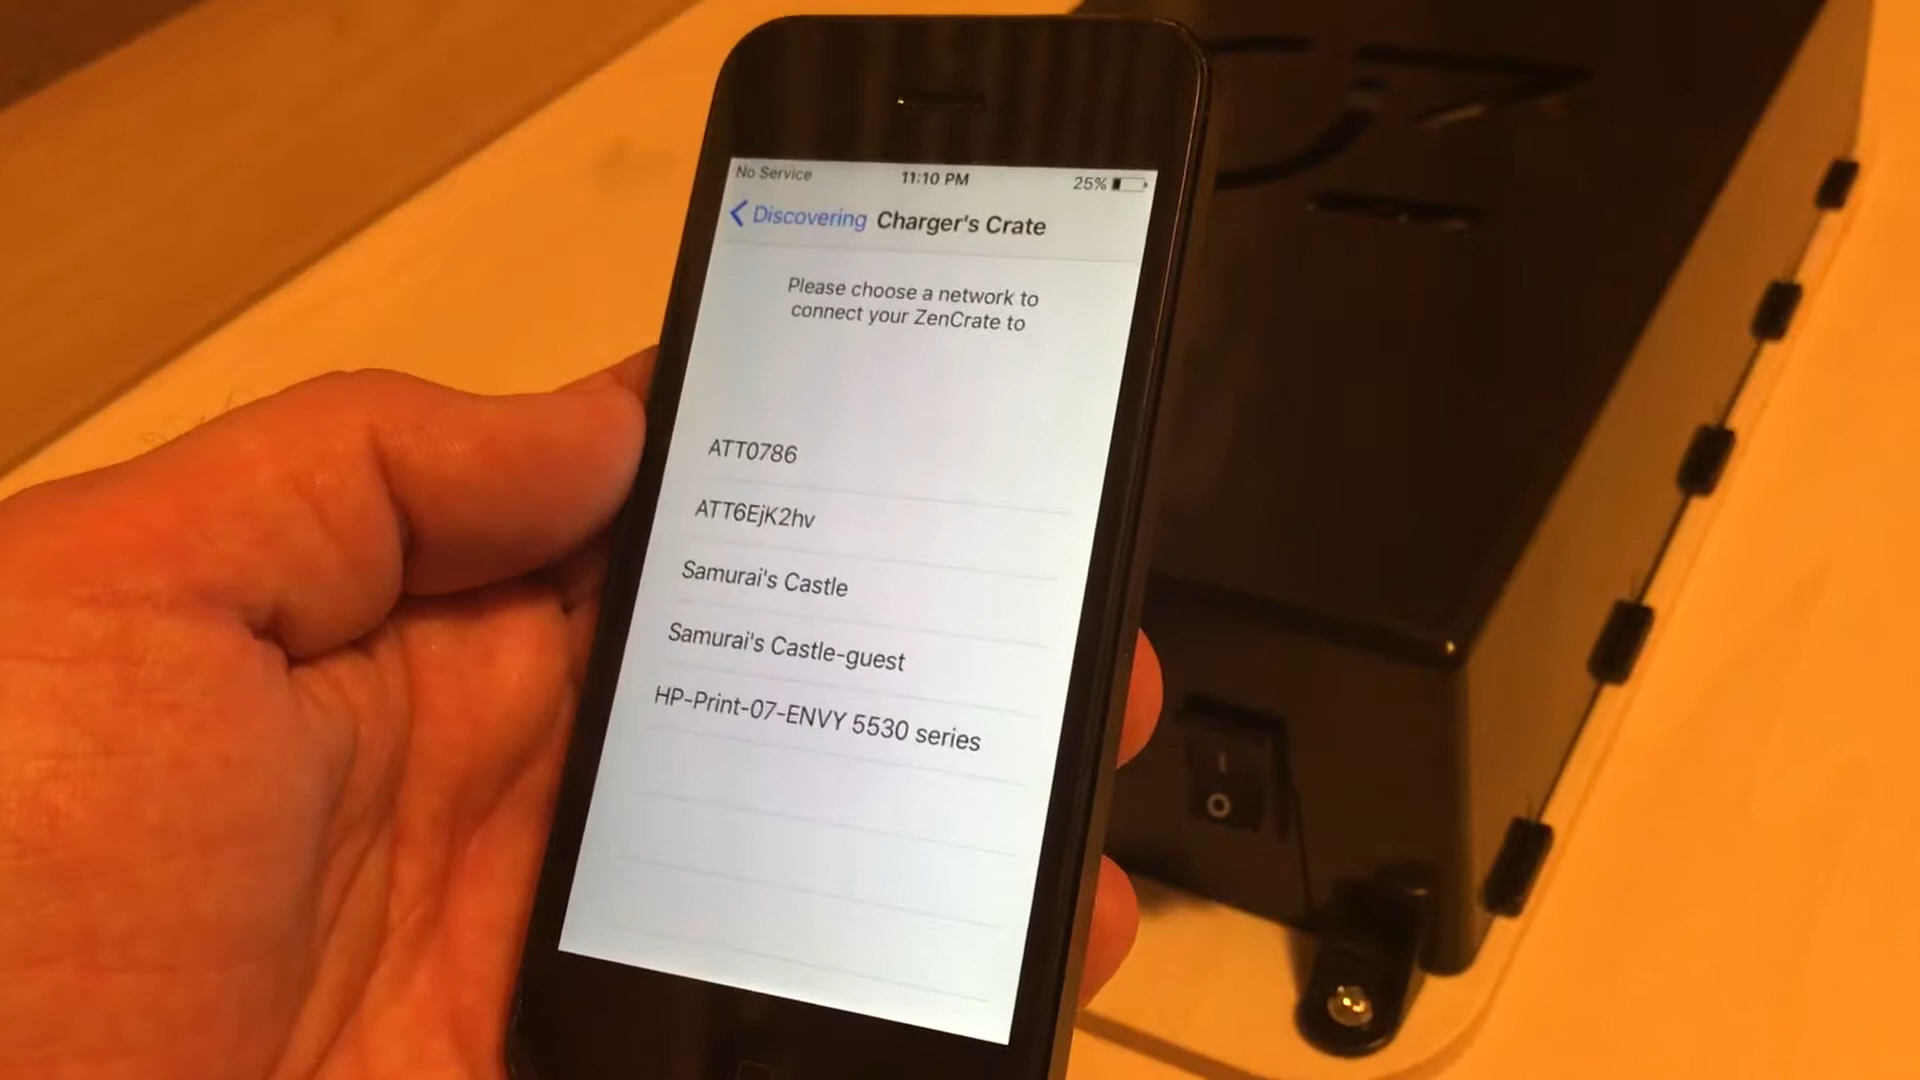 No Service 11:10 PM 25%
Discovering Charger's Crate
Please choose a network to
connect your ZenCrate to
ATT0786
ATT6EjK2hv
Samurai's Castle
Samurai's Castle-guest
HP-Print-07-ENVY 5530 series